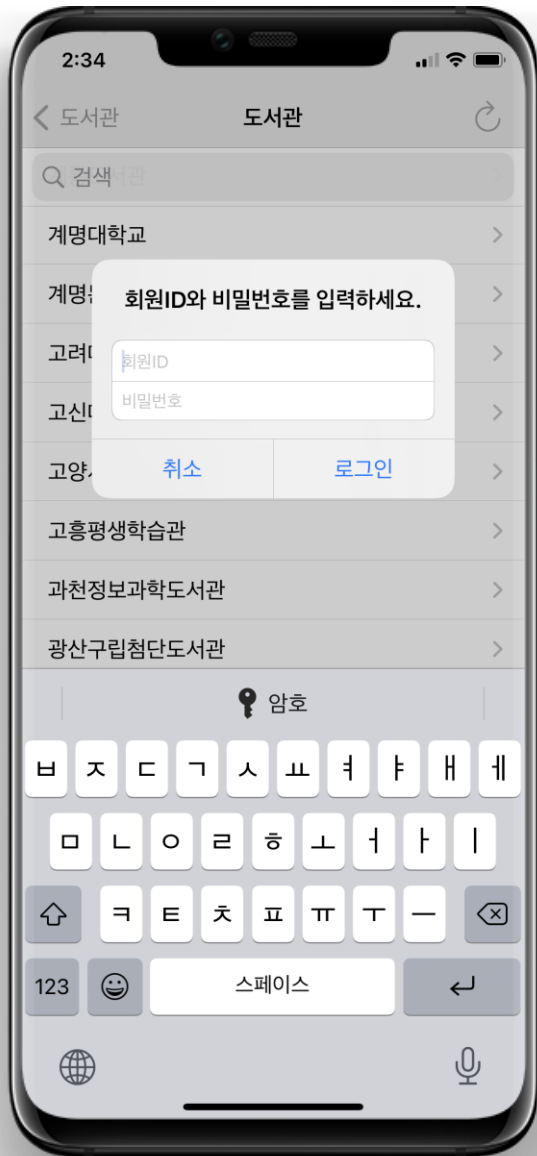 2:34
도서관
도서관
검색
계명대학교
계명
회원ID와 비밀번호를 입력하세요.
고려
회원ID
비밀번호
고신
고양
취소
로그인
고흥평생학습관
과천정보과학도서관
광산구립첨단도서관
암호
ㅂ ㅈ ㄷ ㄱ ㅅ ㅛ ㅕ ㅑ ㅐ ㅔ
ㅁ ㄴ ㅇ ㄹ ㅎ ㅗ ㅓ ㅏ ㅣ
ㅋ ㅌ ㅊ ㅍ ㅠ ㅜ ㅡ
123
스페이스